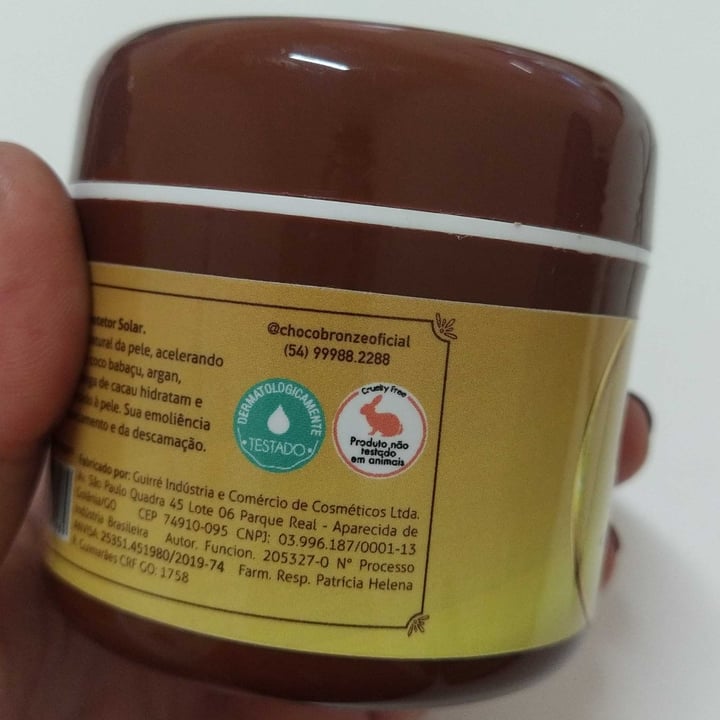 tetor Solar.
natural da pele, acelerando
coco babaçu, argan,
ga de cacau hidratam e
à pele. Sua emoliência
amento e da descamação.
@chocobronzeoficial
(54) 99988.2288
DERMATOLOGICAMENTE
• TESTADO •
Cruelty Free
Produto não
testado
em animais
Fabricado por: Guirré Indústria e Comércio de Cosméticos Ltda.
Av. São Paulo Quadra 45 Lote 06 Parque Real - Aparecida de
Goiânia/GO CEP 74910-095 CNPJ: 03.996.187/0001-13
Indústria Brasileira Autor. Funcion. 205327-0 N° Processo
ANVISA: 25351.451980/2019-74 Farm. Resp. Patrícia Helena
F. Guimarães CRF GO: 1758